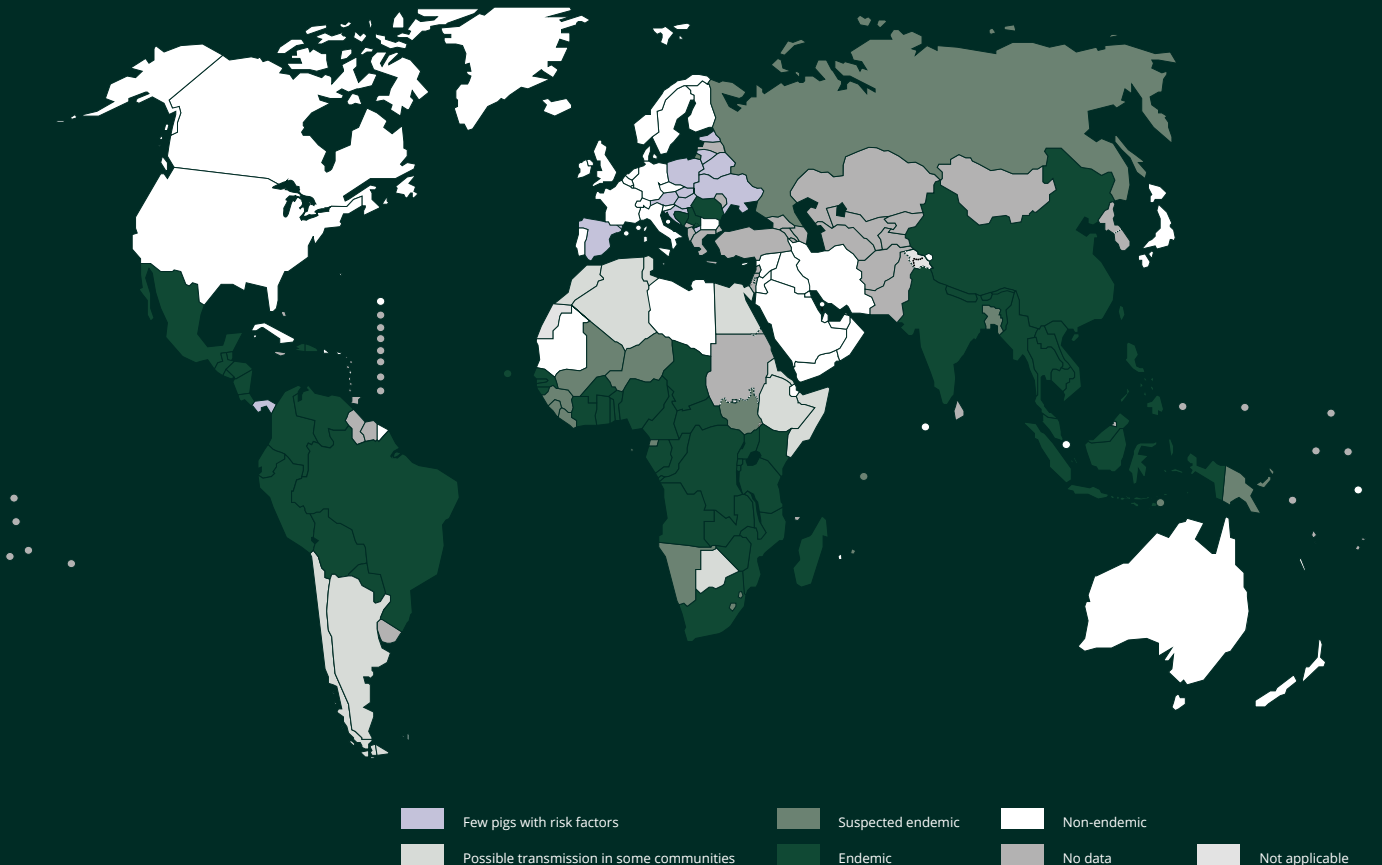 Few pigs with risk factors
Suspected endemic
Non-endemic
Possible transmission in some communities
Endemic
No data
Not applicable